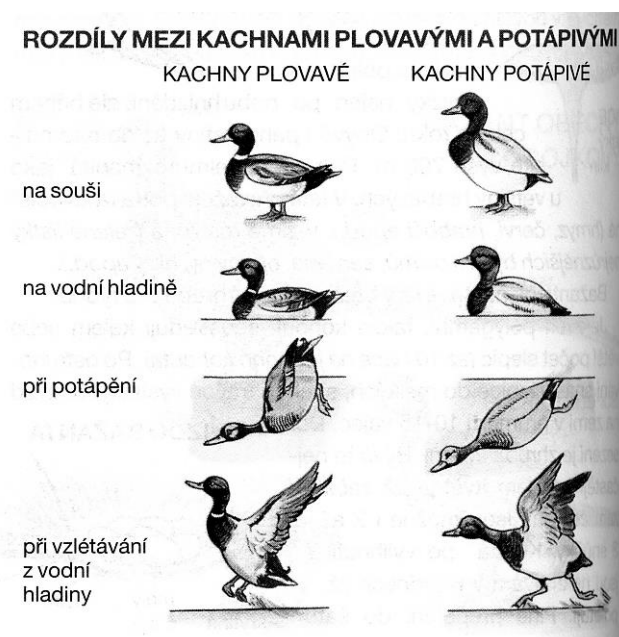 ROZDÍLY MEZI KACHNAMI PLOVAVÝMI A POTÁPIVÝMI
KACHNY PLOVAVÉ KACHNY POTÁPIVÉ
na souši
na vodní hladině
při potápění
při vzlétávání
z vodní
hladiny